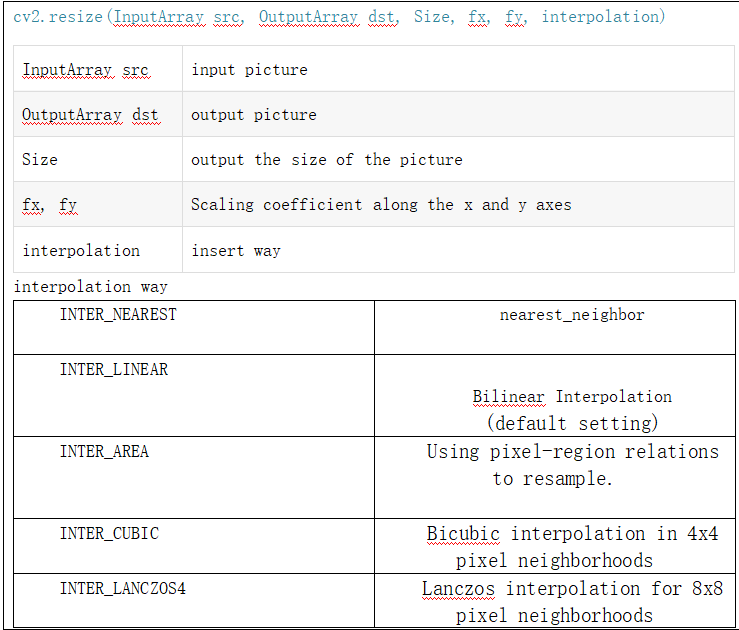 cv2.resize(InputArray src, OutputArray dst, Size, fx, fy, interpolation)
InputArray src input picture
OutputArray dst output picture
Size output the size of the picture
fx, fy Scaling coefficient along the x and y axes
interpolation insert way
interpolation way
INTER_NEAREST nearest_neighbor
INTER_LINEAR
Bilinear Interpolation
(default setting)
INTER_AREA Using pixel-region relations
to resample.
INTER_CUBIC Bicubic interpolation in 4x4
pixel neighborhoods
INTER_LANCZOS4 Lanczos interpolation for 8x8
pixel neighborhoods